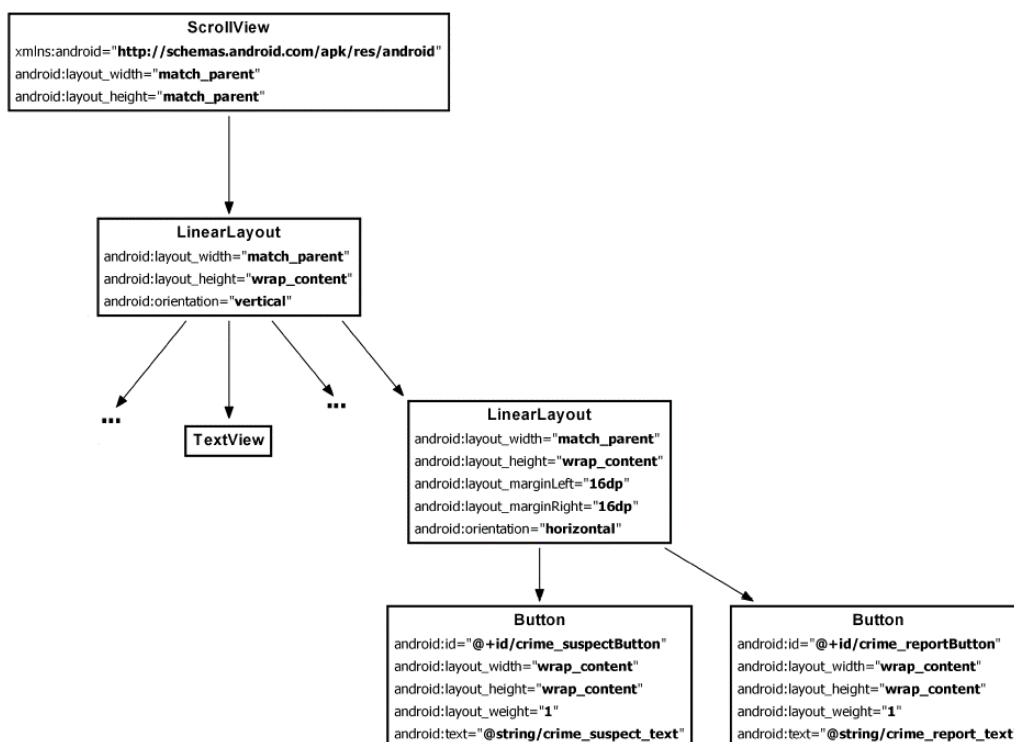 ScrollView
xmlns:android="http://schemas.android.com/apk/res/android"
android:layout_width="match_parent"
android:layout_height="match_parent"
LinearLayout
android:layout_width="match_parent"
android:layout_height="wrap_content"
android:orientation="vertical"
...
TextView
...
LinearLayout
android:layout_width="match_parent"
android:layout_height="wrap_content"
android:layout_marginLeft="16dp"
android:layout_marginRight="16dp"
android:orientation="horizontal"
Button
android:id="@+id/crime_suspectButton"
android:layout_width="wrap_content"
android:layout_height="wrap_content"
android:layout_weight="1"
android:text="@string/crime_suspect_text"
Button
android:id="@+id/crime_reportButton"
android:layout_width="wrap_content"
android:layout_height="wrap_content"
android:layout_weight="1"
android:text="@string/crime_report_text